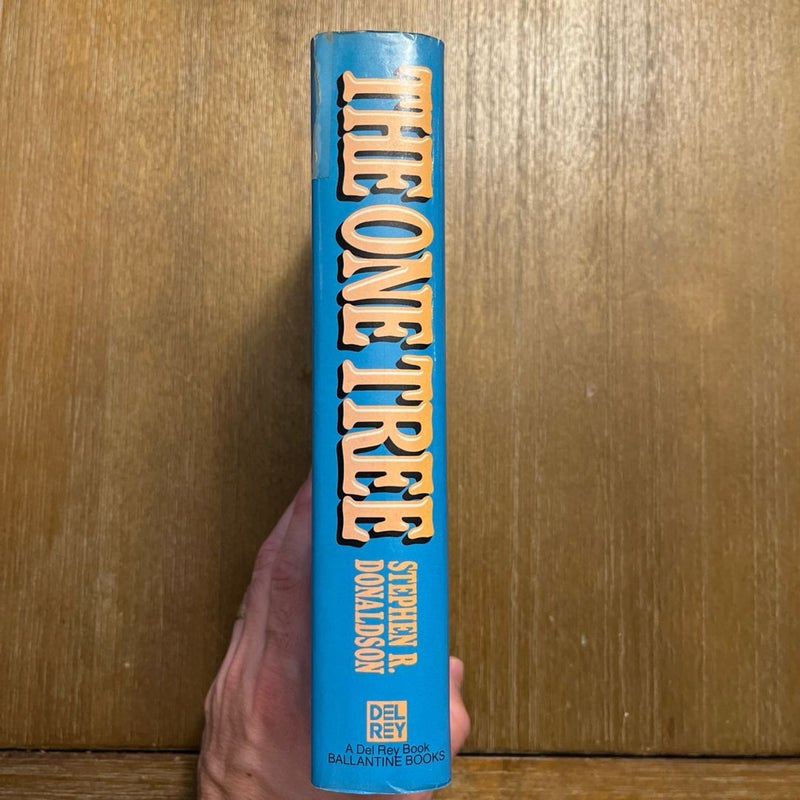 THE ONE TREE
STEPHEN R.
DONALDSON
DEL
REY
A Del Rey Book
BALLANTINE BOOKS